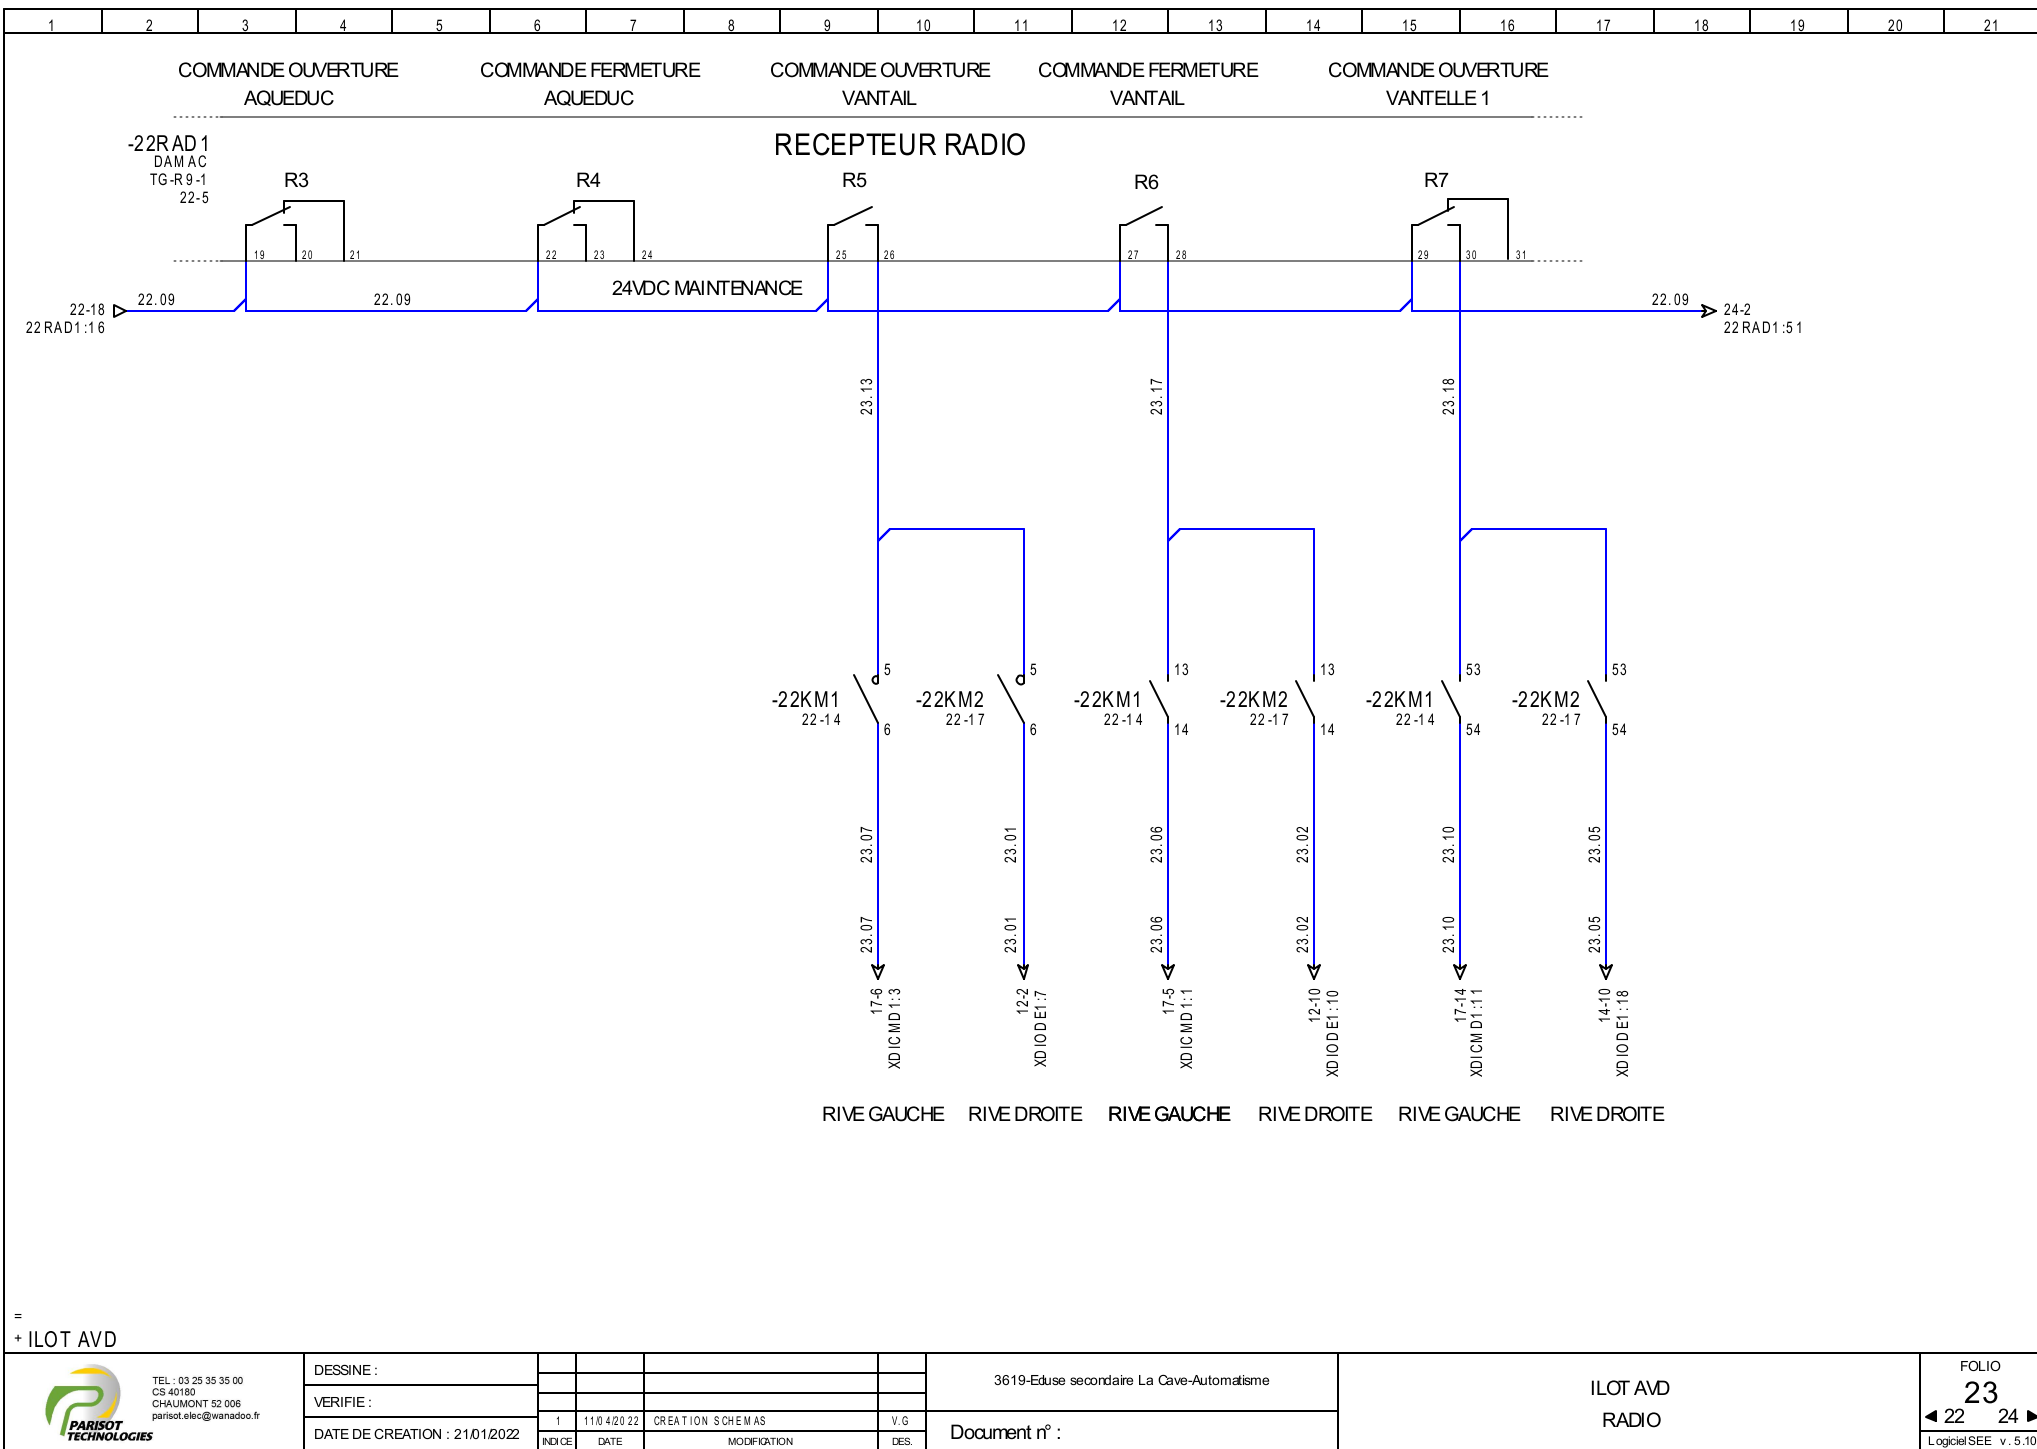 1 2 3 4 5 6 7 8 9 10 11 12 13 14 15 16 17 18 19 20 21
COMMANDE OUVERTURE COMMANDE FERMETURE COMMANDE OUVERTURE COMMANDE FERMETURE COMMANDE OUVERTURE
AQUEDUC AQUEDUC VANTAIL VANTAIL VANTELLE 1
-22RAD1 RECEPTEUR RADIO
DAMAC
TG-R9-1
22-5
R3 R4 R5 R6 R7
19 20 21 22 23 24 25 26 27 28 29 30 31
24VDC MAINTENANCE
22.09 22.09 22.09
22-18 24-2
22RAD1:16 22RAD1:51
23.13 23.17 23.18
5 5 13 13 53 53
-22KM1 -22KM2 -22KM1 -22KM2 -22KM1 -22KM2
22-14 22-17 22-14 22-17 22-14 22-17
6 6 14 14 54 54
23.07 23.01 23.06 23.02 23.10 23.05
23.07 23.01 23.06 23.02 23.10 23.05
17-6 12-2 17-5 12-10 17-14 14-10
XDICMD1:3 XDIODE1:7 XDICMD1:1 XDIODE1:10 XDICMD1:11 XDIODE1:18
RIVE GAUCHE RIVE DROITE RIVE GAUCHE RIVE DROITE RIVE GAUCHE RIVE DROITE
=
+ ILOT AVD
PARISOT
TECHNOLOGIES
TEL : 03 25 35 35 00
CS 40180
CHAUMONT 52 006
parisot.elec@wanadoo.fr
DESSINE :
VERIFIE :
DATE DE CREATION : 21/01/2022
1 11/04/2022 CREATION SCHEMAS V.G
INDICE DATE MODIFICATION DES.
3619-Eduse secondaire La Cave-Automatisme
Document n° :
ILOT AVD
RADIO
FOLIO
23
22 24
Logiciel SEE v. 5.10